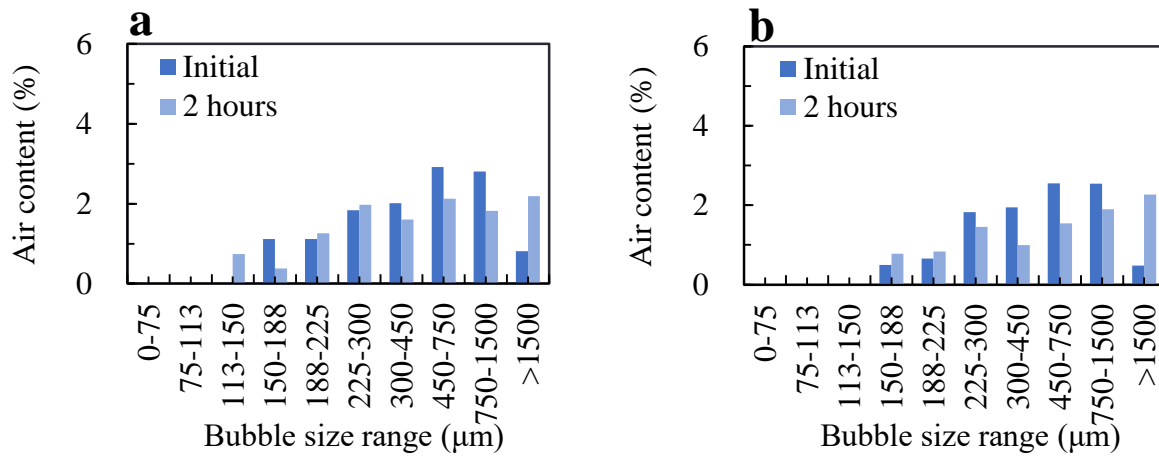 a
6
4
2
0
Air content (%)
Initial
2 hours
0-75
75-113
113-150
150-188
188-225
225-300
300-450
450-750
750-1500
>1500
Bubble size range (μm)
b
6
4
2
0
Air content (%)
Initial
2 hours
0-75
75-113
113-150
150-188
188-225
225-300
300-450
450-750
750-1500
>1500
Bubble size range (μm)